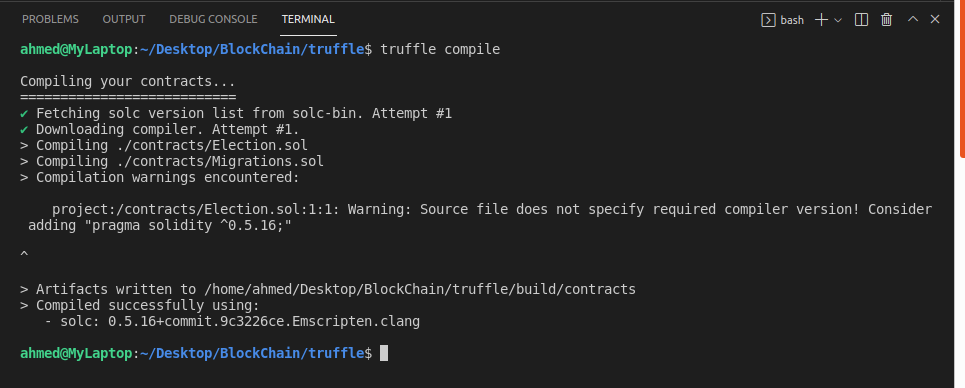 PROBLEMS OUTPUT DEBUG CONSOLE TERMINAL bash
ahmed@MyLaptop:~/Desktop/BlockChain/truffle$ truffle compile
Compiling your contracts...
===========================
✔ Fetching solc version list from solc-bin. Attempt #1
✔ Downloading compiler. Attempt #1.
> Compiling ./contracts/Election.sol
> Compiling ./contracts/Migrations.sol
> Compilation warnings encountered:
project:/contracts/Election.sol:1:1: Warning: Source file does not specify required compiler version! Consider
adding "pragma solidity ^0.5.16;"
^
> Artifacts written to /home/ahmed/Desktop/BlockChain/truffle/build/contracts
> Compiled successfully using:
- solc: 0.5.16+commit.9c3226ce.Emscripten.clang
ahmed@MyLaptop:~/Desktop/BlockChain/truffle$